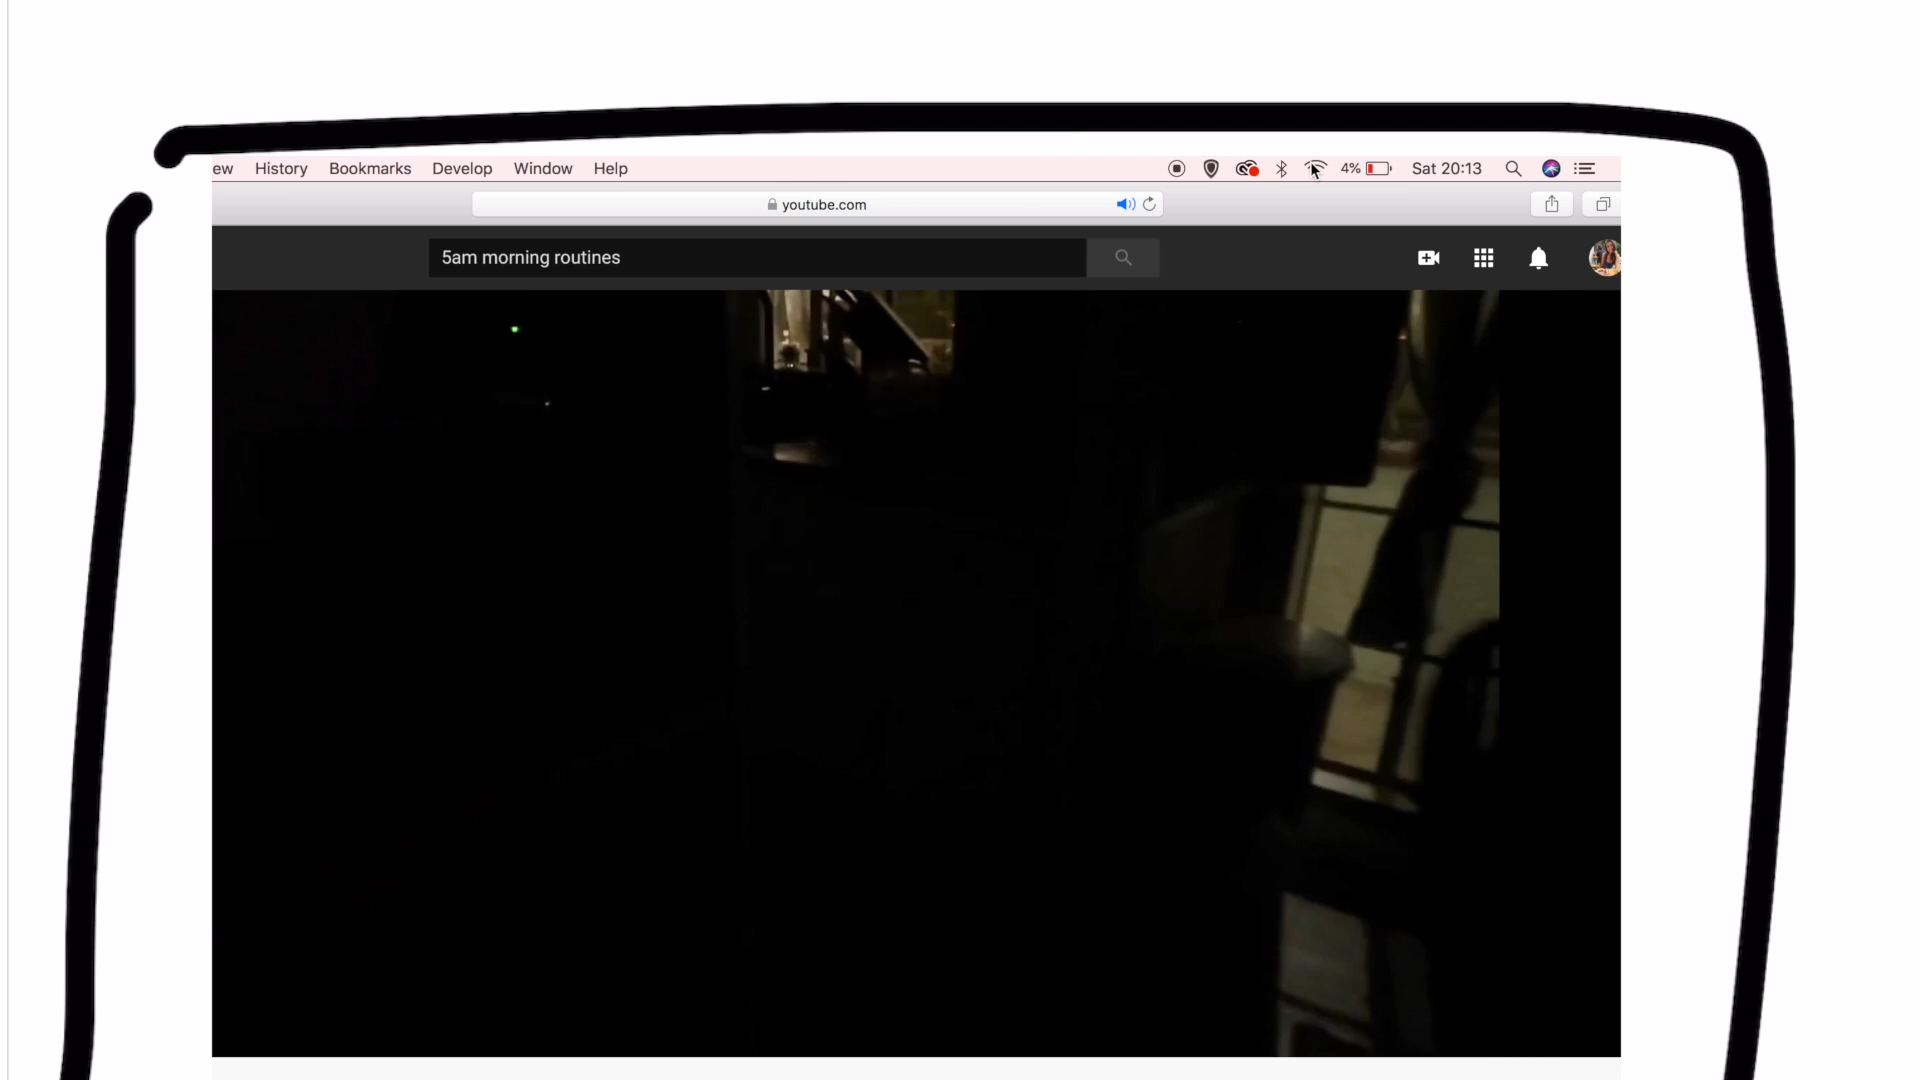 ew History Bookmarks Develop Window Help 4% Sat 20:13
youtube.com
5am morning routines